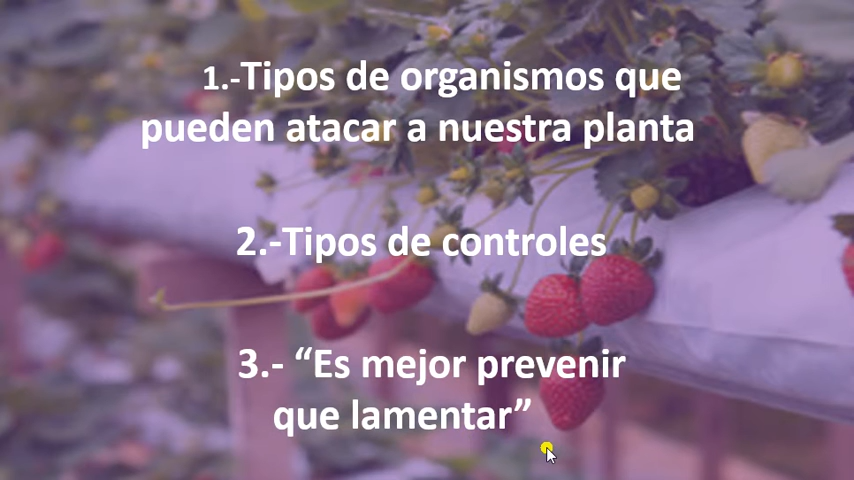 1.-Tipos de organismos que
pueden atacar a nuestra planta
2.-Tipos de controles
3.- “Es mejor prevenir
que lamentar”